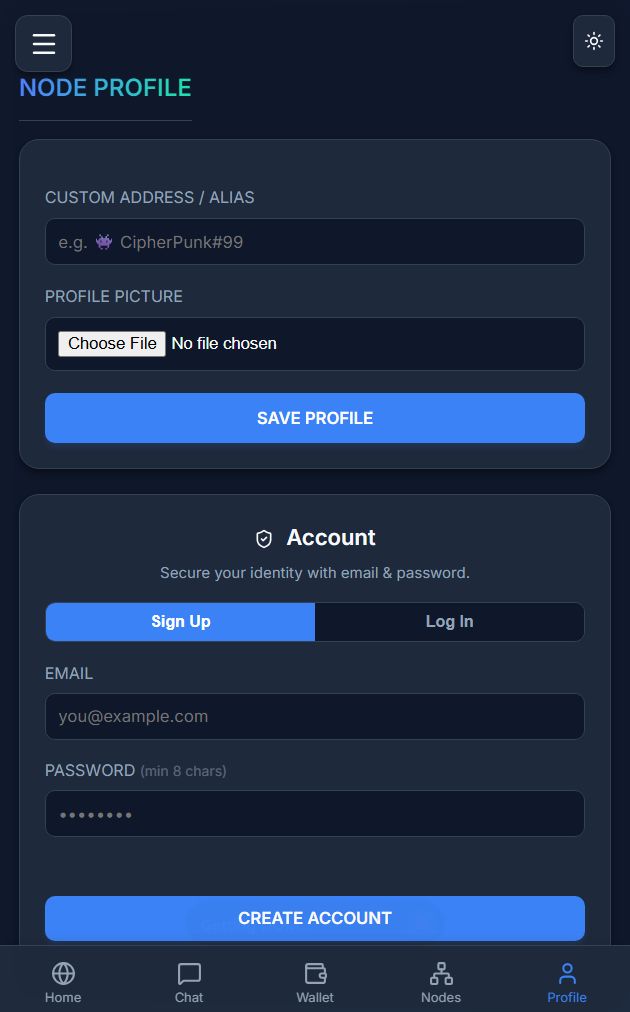 NODE PROFILE
CUSTOM ADDRESS / ALIAS
e.g. 👾 CipherPunk#99
PROFILE PICTURE
Choose File No file chosen
SAVE PROFILE
Account
Secure your identity with email & password.
Sign Up
Log In
EMAIL
you@example.com
PASSWORD (min 8 chars)
••••••••
CREATE ACCOUNT
Home
Chat
Wallet
Nodes
Profile